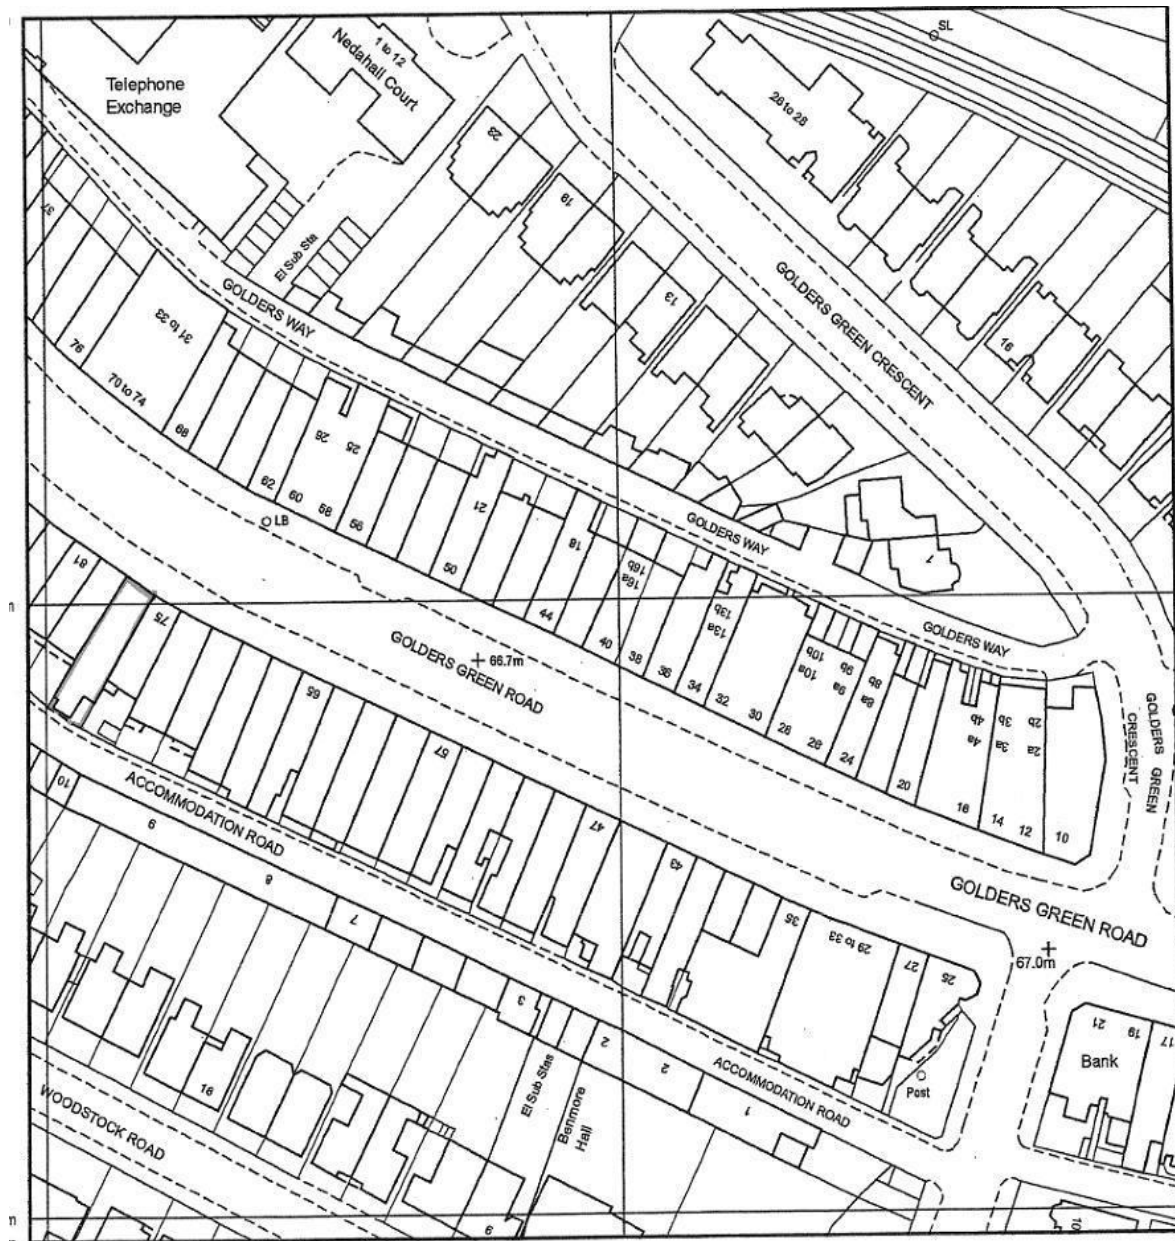 SL
1 to 12
Nedahall Court
Telephone
Exchange
26 to 28
23
18
37
El Sub Sta
GOLDERS WAY
13
GOLDERS GREEN CRESCENT
16
76
31 to 33
70 to 74
68
62
60
58
56
26
25
LB
21
50
18
GOLDERS WAY
16a
16b
44
40
38
36
34
32
30
28
26
24
20
16
14
12
10
13a
13b
10a
10b
9a
9b
8a
8b
4a
4b
3a
3b
2a
2b
7
GOLDERS WAY
GOLDERS GREEN
CRESCENT
81
75
66.7m
GOLDERS GREEN ROAD
65
57
47
43
35
29 to 33
27
25
GOLDERS GREEN ROAD
67.0m
10
ACCOMMODATION ROAD
9
8
7
3
2
2
1
ACCOMMODATION ROAD
Post
21
19
17
Bank
El Sub Stas
Benmore
Hall
16
WOODSTOCK ROAD
9
10
m
m